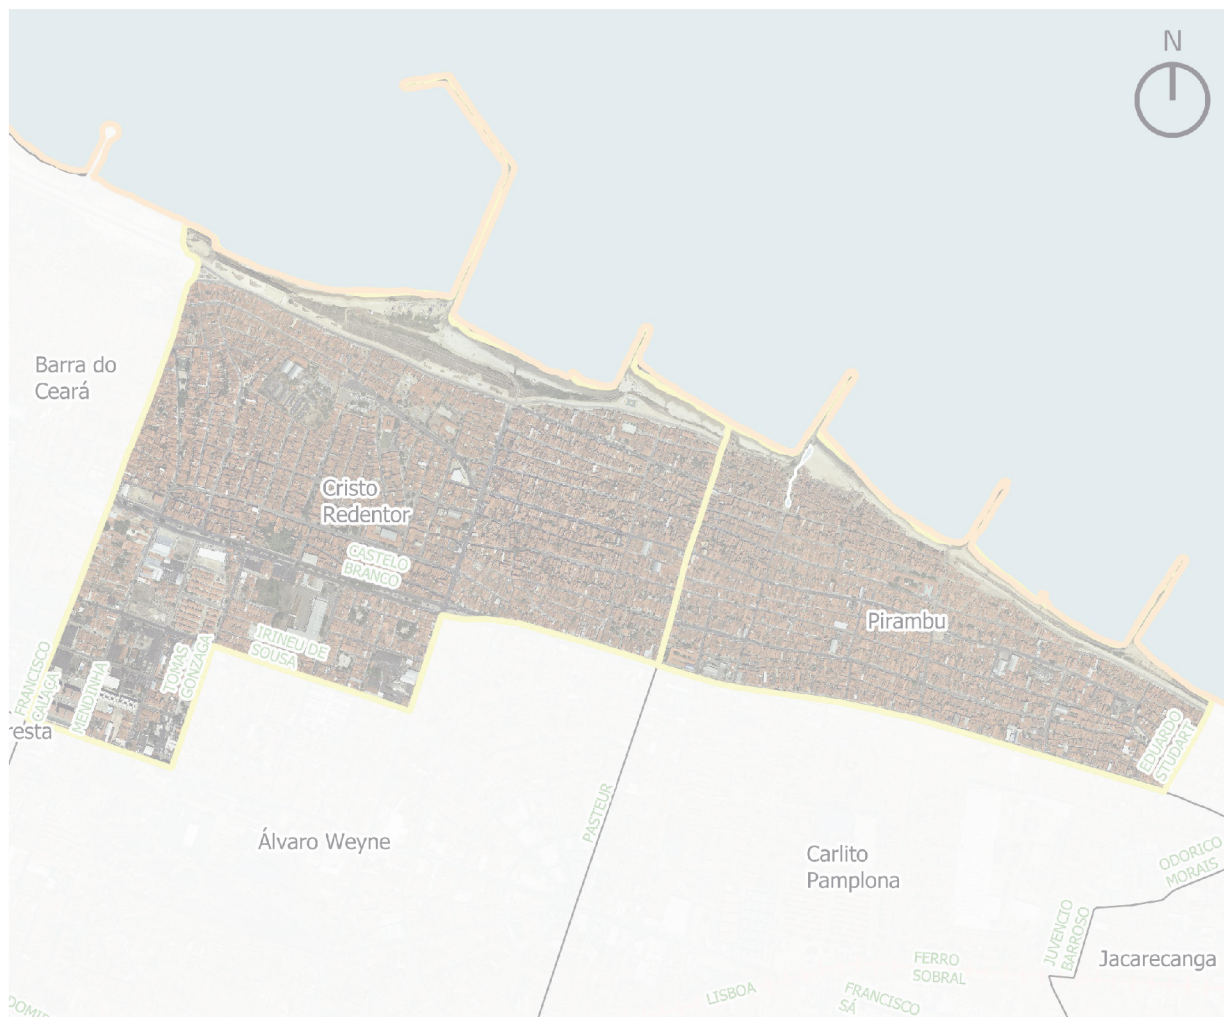 N
Barra do
Ceará
Cristo
Redentor
CASTELO
BRANCO
Pirambu
IRINEU DE
SOUSA
TOMAS
GONZAGA
MENDINHA
FRANCISCO
CALAÇA
resta
EDUARDO
STUDART
PASTEUR
Álvaro Weyne
Carlito
Pamplona
ODORICO
MORAIS
JUVENCIO
BARROSO
Jacarecanga
FERRO
SOBRAL
LISBOA
FRANCISCO
SÁ